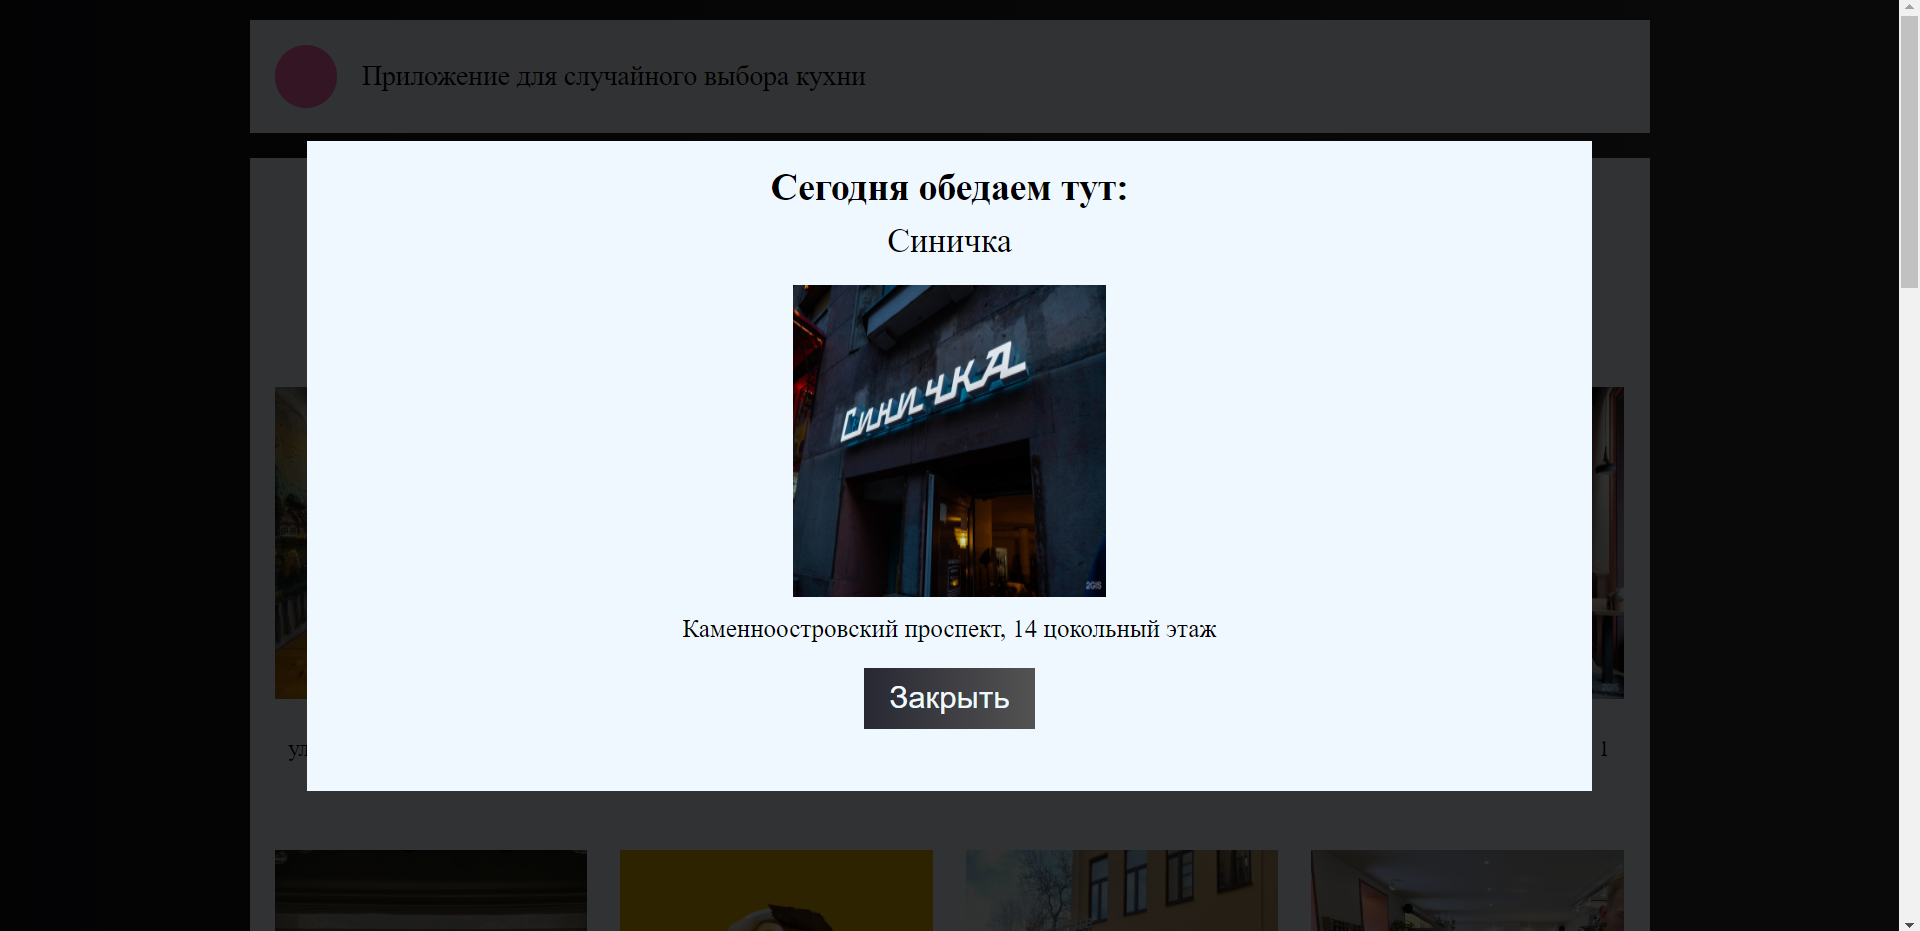 Приложение для случайного выбора кухни
Сегодня обедаем тут:
Синичка
СИНИЧКА
2GIS
Каменноостровский проспект, 14 цокольный этаж
Закрыть
ул
1